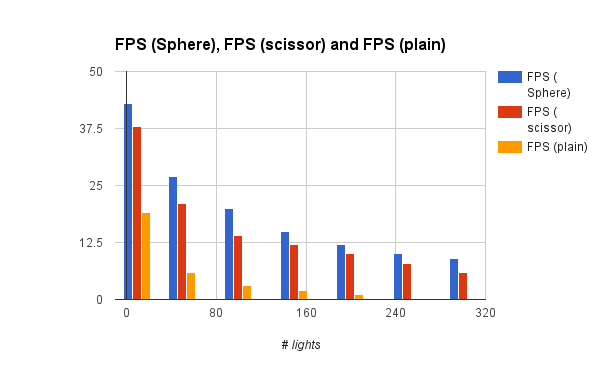 FPS (Sphere), FPS (scissor) and FPS (plain)
50
37.5
25
12.5
0
0 80 160 240 320
# lights
FPS (
Sphere)
FPS (
scissor)
FPS (plain)